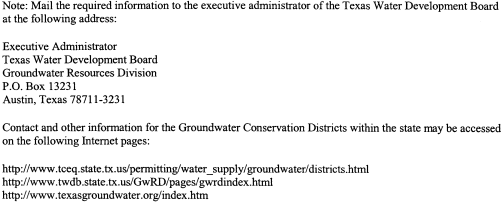 Note: Mail the required information to the executive administrator of the Texas Water Development Board
at the following address:
Executive Administrator
Texas Water Development Board
Groundwater Resources Division
P.O. Box 13231
Austin, Texas 78711-3231
Contact and other information for the Groundwater Conservation Districts within the state may be accessed
on the following Internet pages:
http://www.tceq.state.tx.us/permitting/water_supply/groundwater/districts.html
http://www.twdb.state.tx.us/GwRD/pages/gwrdindex.html
http://www.texasgroundwater.org/index.htm